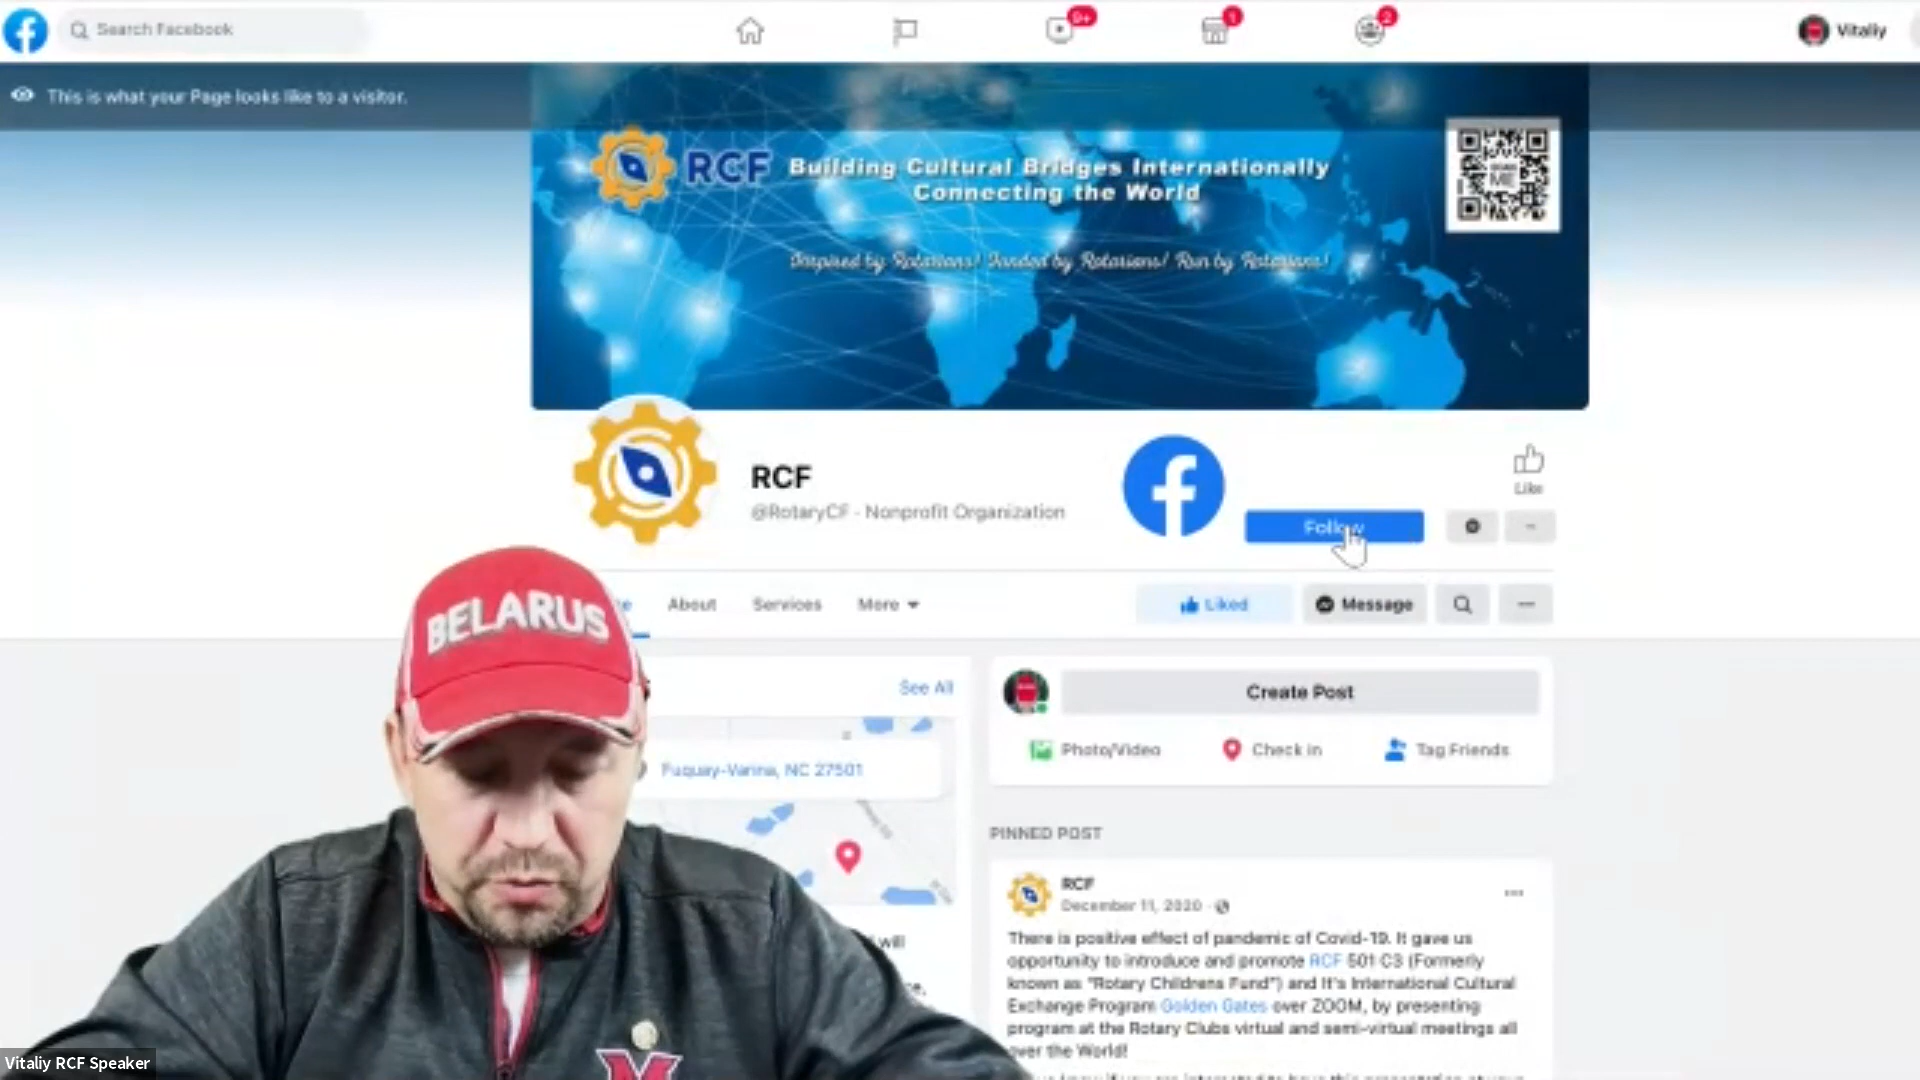 Search Facebook
9+
1
2
Vitaliy
This is what your Page looks like to a visitor.
RCF
Building Cultural Bridges Internationally
Connecting the World
Inspired by Rotarians! Funded by Rotarians! Run by Rotarians!
ME
RCF
@RotaryCF - Nonprofit Organization
Like
Follow
About
Services
More
Liked
Message
BELARUS
See All
Create Post
Fuquay-Varina, NC 27501
Photo/Video
Check in
Tag Friends
PINNED POST
RCF
December 11, 2020
There is positive effect of pandemic of Covid-19. It gave us
opportunity to introduce and promote RCF 501 C3 (Formerly
known as "Rotary Childrens Fund") and It's International Cultural
Exchange Program Golden Gates over ZOOM, by presenting
program at the Rotary Clubs virtual and semi-virtual meetings all
over the World!
will
M
Vitaliy RCF Speaker